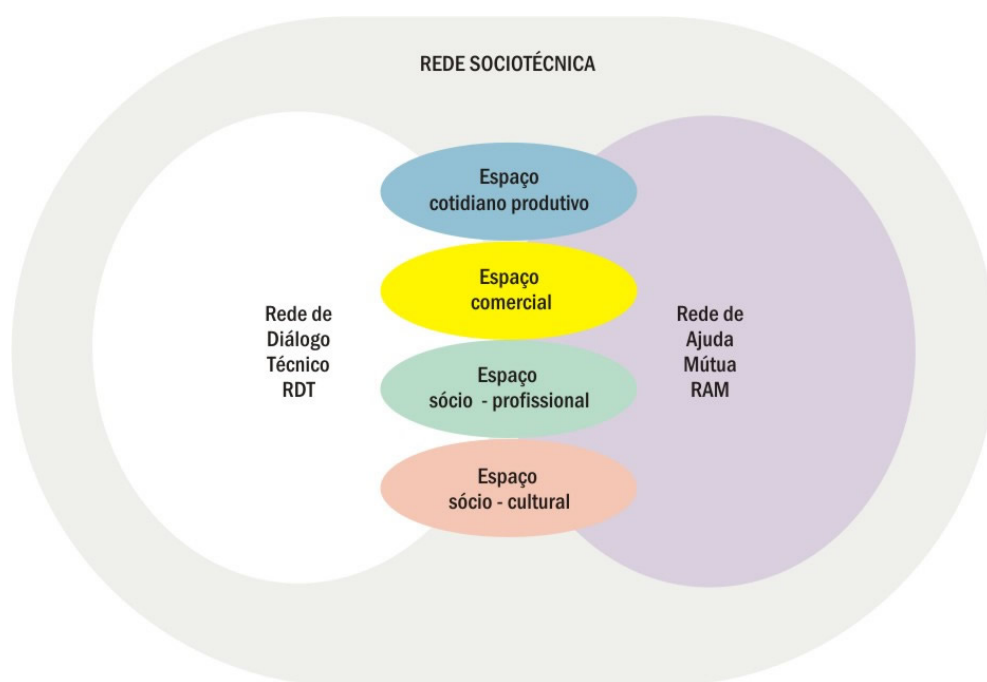 REDE SOCIOTÉCNICA
Espaço
cotidiano produtivo
Espaço
comercial
Rede de
Diálogo
Técnico
RDT
Rede de
Ajuda
Mútua
RAM
Espaço
sócio - profissional
Espaço
sócio - cultural